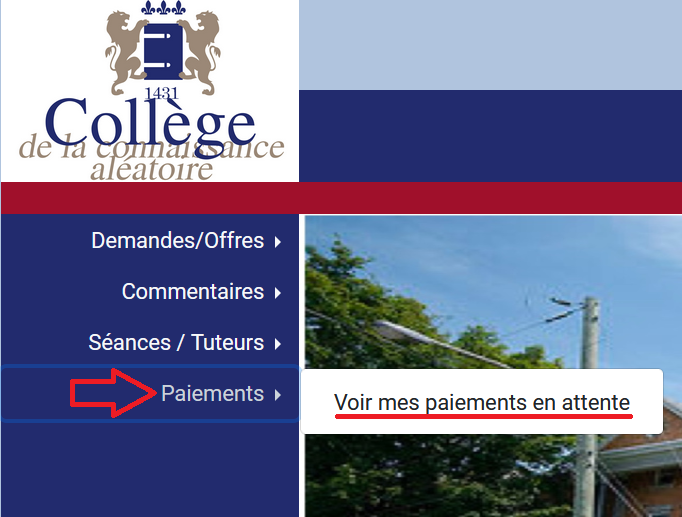 1431
Collège
de la connaissance
aléatoire
Demandes/Offres
Commentaires
Séances / Tuteurs
Paiements
Voir mes paiements en attente